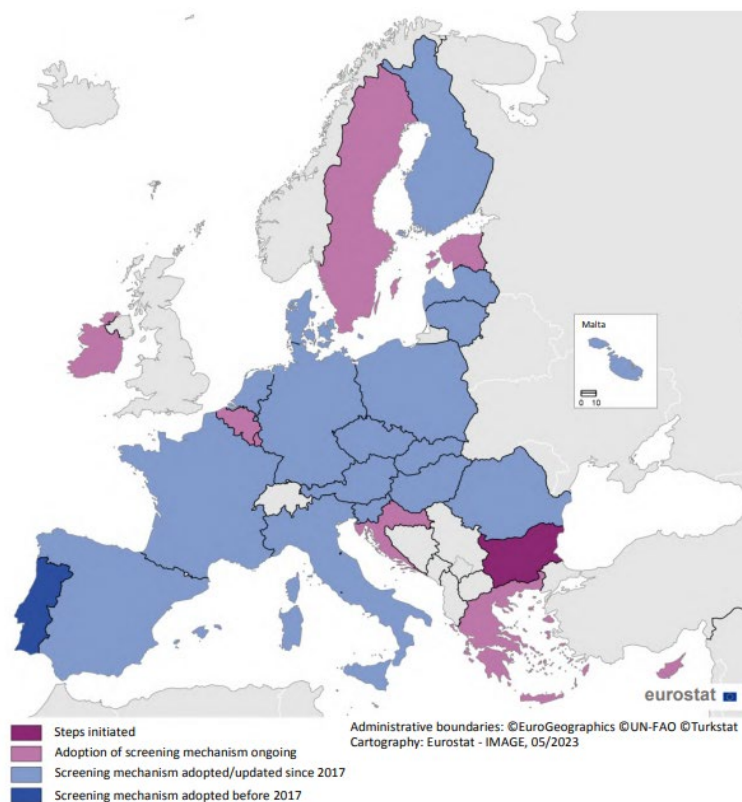 Malta
0 10
eurostat
Steps initiated
Adoption of screening mechanism ongoing
Screening mechanism adopted/updated since 2017
Screening mechanism adopted before 2017
Administrative boundaries: ©EuroGeographics ©UN-FAO ©Turkstat
Cartography: Eurostat - IMAGE, 05/2023